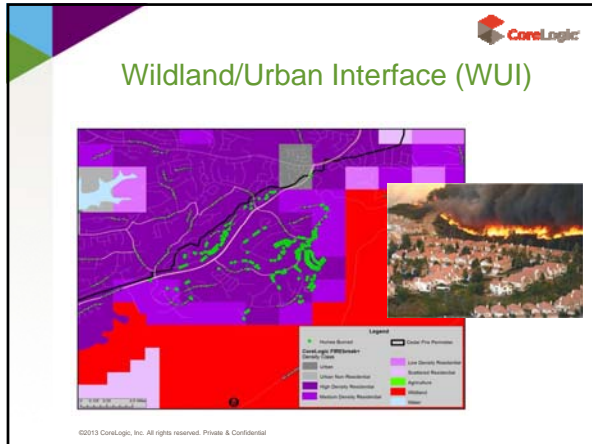 CoreLogic
Wildland/Urban Interface (WUI)
Legend
Homes Burned
Cedar Fire Perimeter
CoreLogic FIREbreak+
Density Class
Urban
Urban Non-Residential
High Density Residential
Medium Density Residential
Low Density Residential
Scattered Residential
Agriculture
Wildland
Water
©2013 CoreLogic, Inc. All rights reserved. Private & Confidential